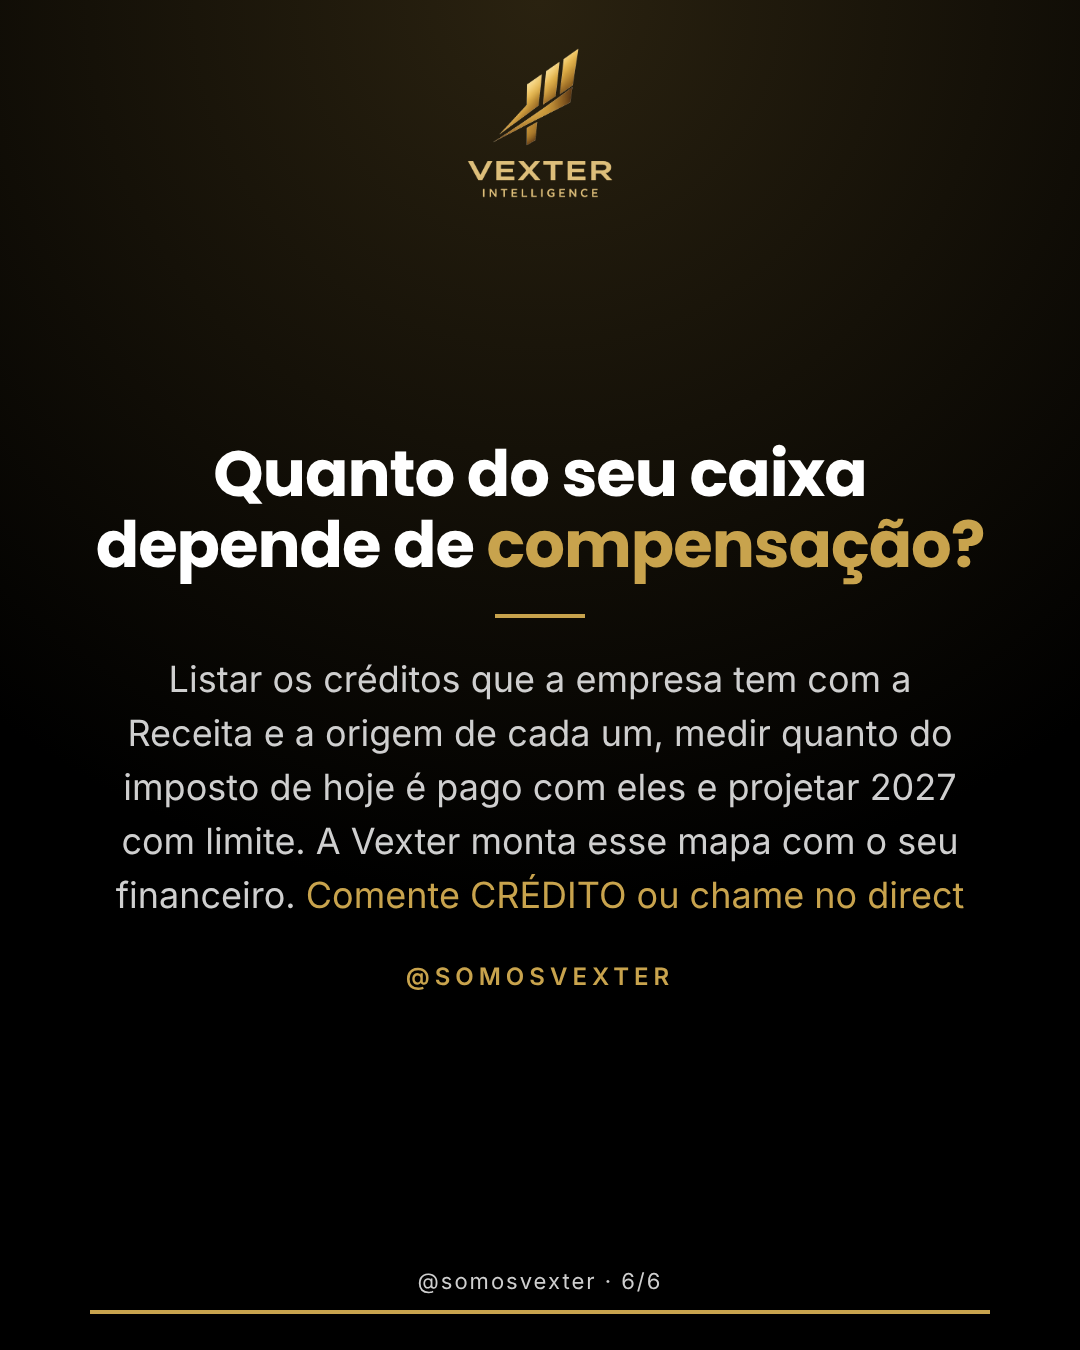 VEXTER
INTELLIGENCE
Quanto do seu caixa
depende de compensação?
Listar os créditos que a empresa tem com a
Receita e a origem de cada um, medir quanto do
imposto de hoje é pago com eles e projetar 2027
com limite. A Vexter monta esse mapa com o seu
financeiro. Comente CRÉDITO ou chame no direct
@SOMOSVEXTER
@somosvexter · 6/6